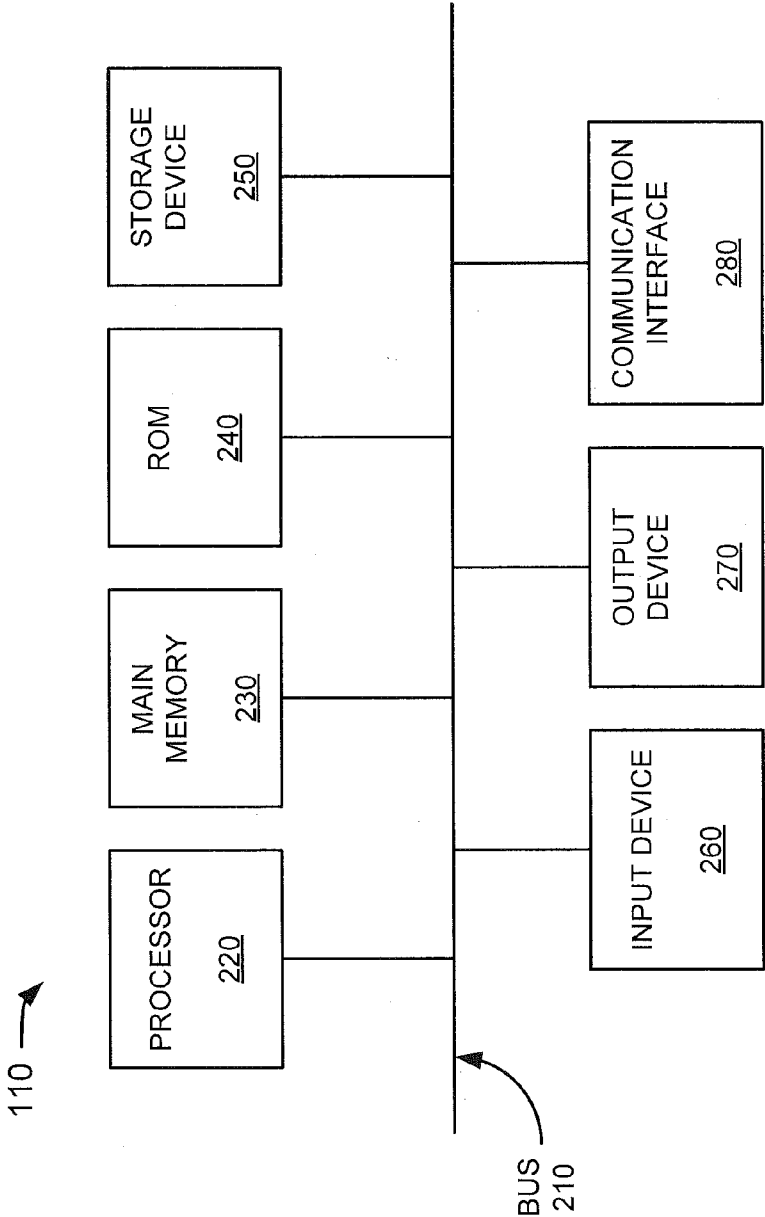 110
PROCESSOR
220
MAIN
MEMORY
230
ROM
240
STORAGE
DEVICE
250
BUS
210
INPUT DEVICE
260
OUTPUT
DEVICE
270
COMMUNICATION
INTERFACE
280